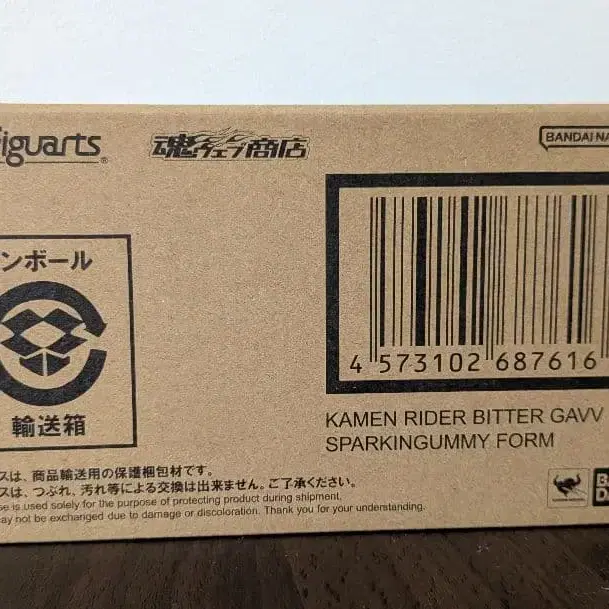 iguarts®
魂ウェブ商店
BANDAI NA
ンボール
輸送箱
4 573102 687616
KAMEN RIDER BITTER GAVV
SPARKINGUMMY FORM
スは、商品輸送用の保護梱包材です。
スは、つぶれ、汚れ等による交換は出来ません。ご了承ください。
se is used solely for the purpose of protecting product during shipment.
may not be exchanged due to damage or discoloration. Thank you for your understanding.